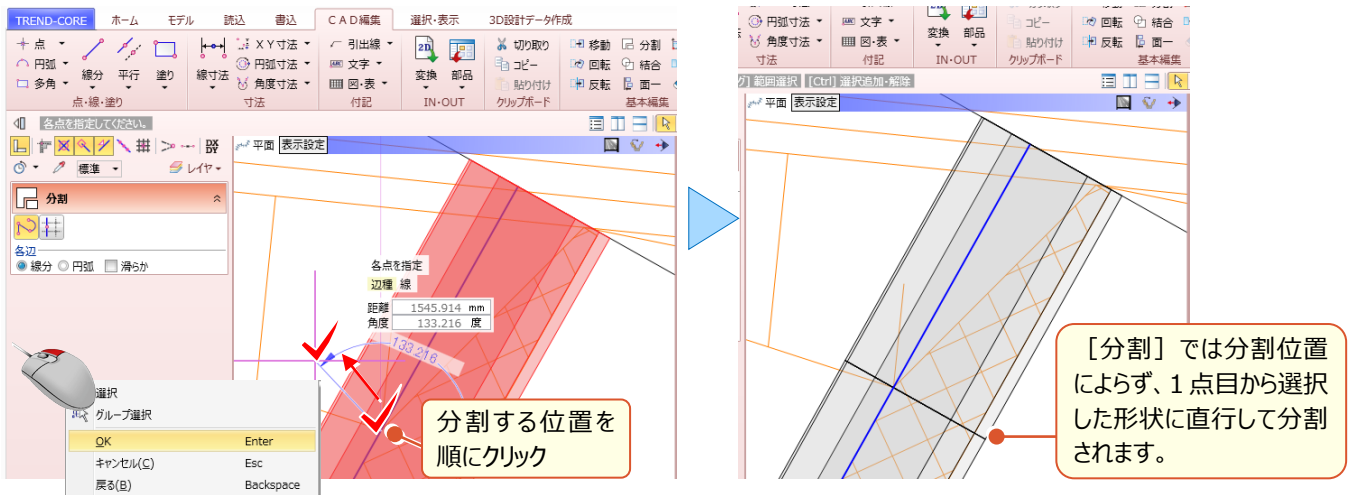 TREND-CORE ホーム モデル 読込 書込 ＣＡＤ編集 選択・表示 3D設計データ作成
点 線分 平行 塗り 線寸法 ＸＹ寸法 引出線 2D 変換 部品 切り取り 移動 分割
円弧 円弧寸法 文字 コピー 回転 結合
多角 角度寸法 図・表 貼り付け 反転 面一
点・線・塗り 寸法 付記 IN・OUT クリップボード 基本編集
各点を指定してください。
標準 レイヤ
分割
各辺
線分 円弧 滑らか
平面 表示設定
各点を指定
辺種 線
距離 1545.914 mm
角度 133.216 度
133.216
選択
グループ選択
OK Enter
キャンセル(C) Esc
戻る(B) Backspace
分割する位置を
順にクリック
円弧寸法 文字 変換 部品 コピー 回転 結合
角度寸法 図・表 貼り付け 反転 面一
寸法 付記 IN・OUT クリップボード 基本編集
範囲選択 [Ctrl] 選択追加・解除
平面 表示設定
［分割］では分割位置
によらず、１点目から選択
した形状に直行して分割
されます。